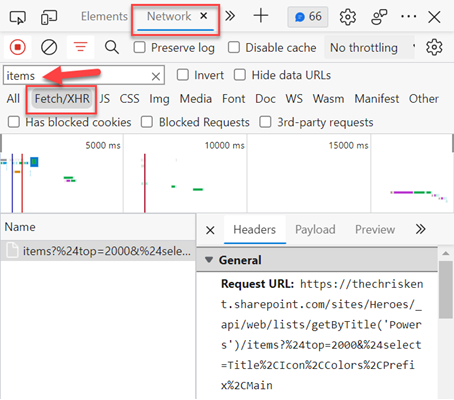 Elements Network × » + 66
Preserve log Disable cache No throttling
items Invert Hide data URLs
All Fetch/XHR JS CSS Img Media Font Doc WS Wasm Manifest Other
Has blocked cookies Blocked Requests 3rd-party requests
5000 ms 10000 ms 15000 ms
Name × Headers Payload Preview »
items?%24top=2000&%24sele...
General
Request URL: https://thechrisken
t.sharepoint.com/sites/Heroes/_
api/web/lists/getByTitle('Power
s')/items?%24top=2000&%24select
=Title%2CIcon%2CColors%2CPrefi
x%2CMain